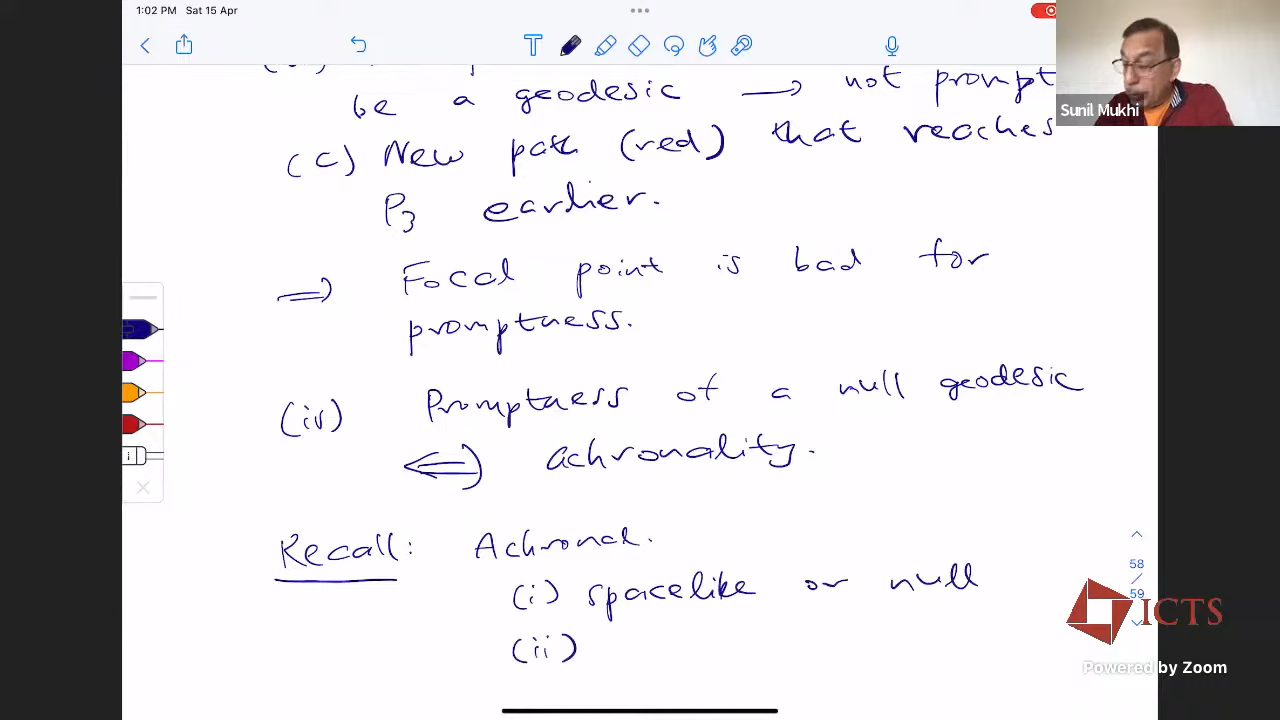 1:02 PM Sat 15 Apr
be a geodesic → not prompt
Sunil Mukhi
(c) New path (red) that reaches
P3 earlier.
⇒ Focal point is bad for
promptness.
(iv) Promptness of a null geodesic
⇔ achronality.
Recall: Achronal.
(i) spacelike or null
(ii)
58
/
59
ICTS
Powered by Zoom